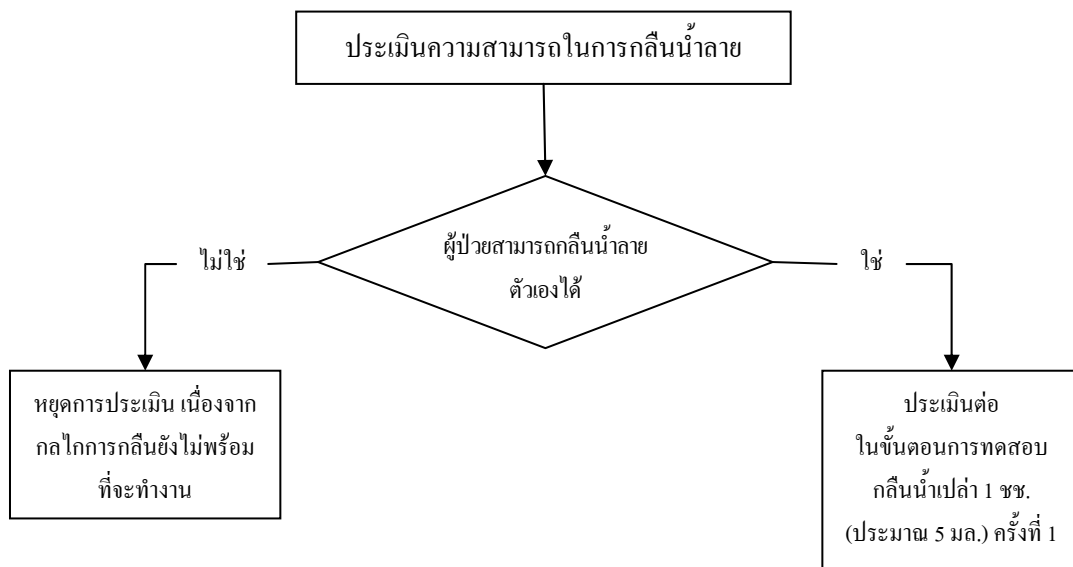 ประเมินความสามารถในการกลืนน้ำลาย
ผู้ป่วยสามารถกลืนน้ำลาย
ตัวเองได้
ไม่ใช่
ใช่
หยุดการประเมิน เนื่องจาก
กลไกการกลืนยังไม่พร้อม
ที่จะทำงาน
ประเมินต่อ
ในขั้นตอนการทดสอบ
กลืนน้ำเปล่า 1 ชช.
(ประมาณ 5 มล.) ครั้งที่ 1